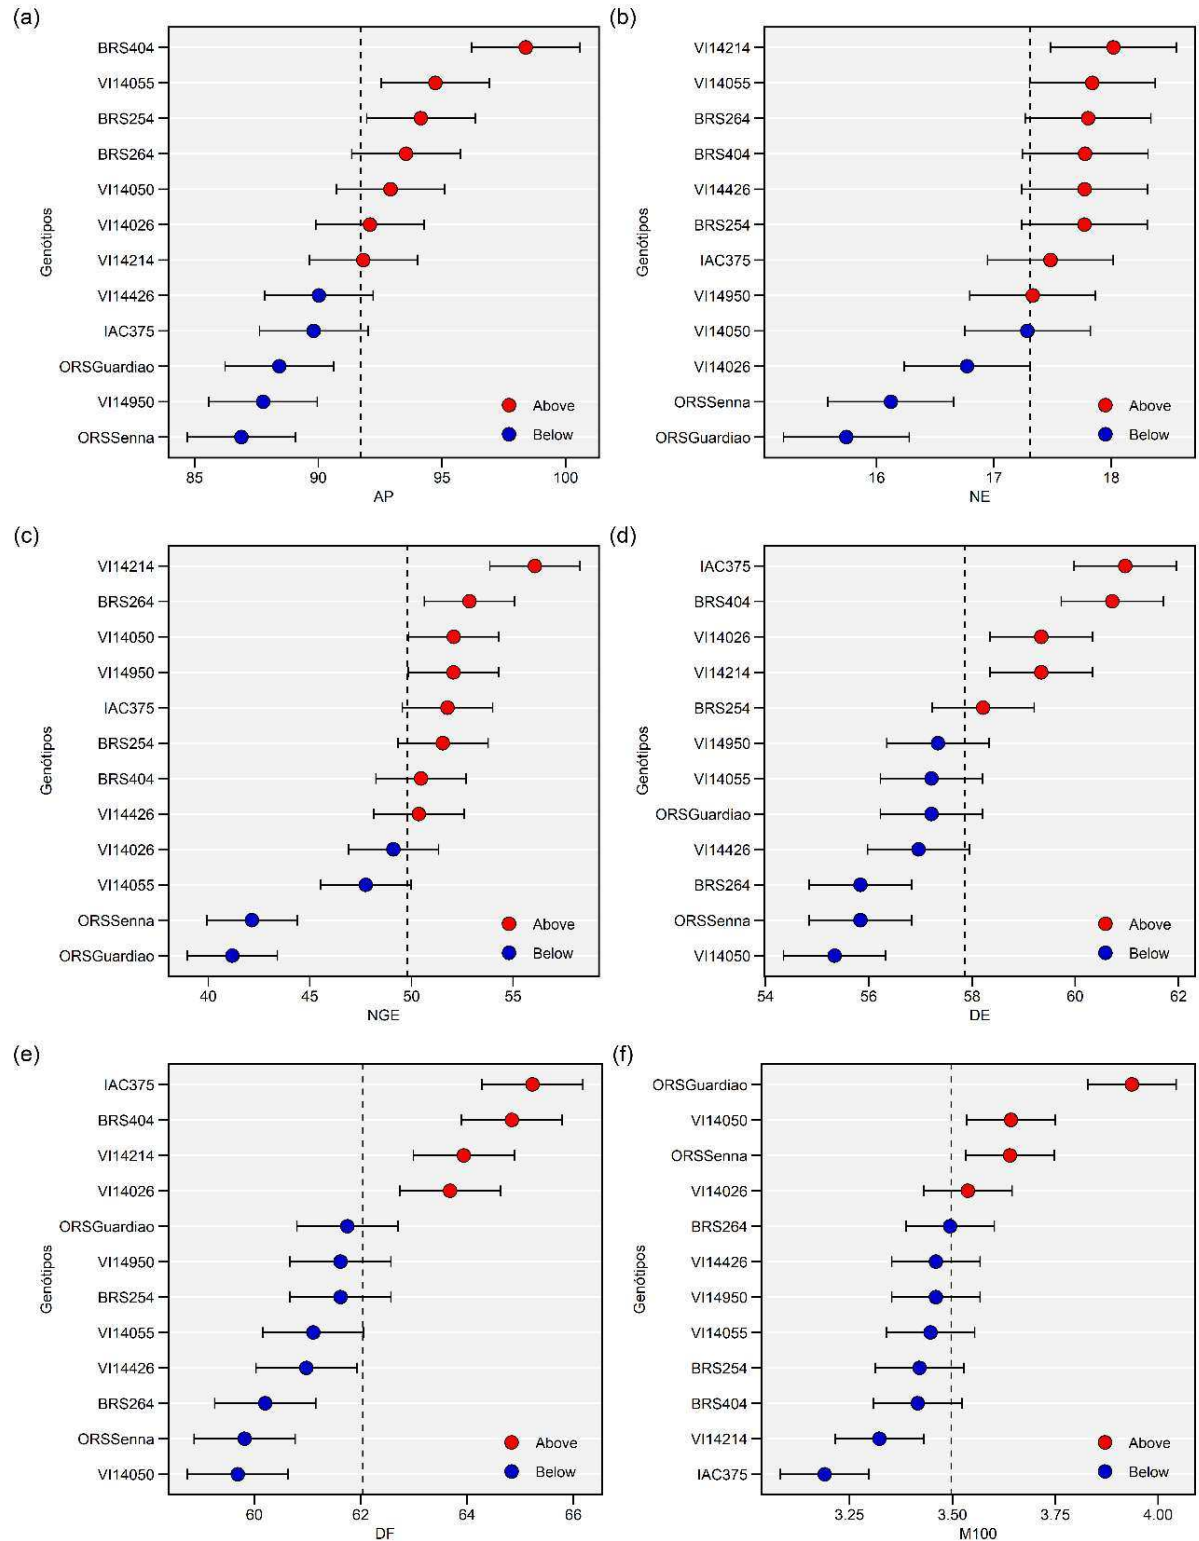 (a)
Genótipos
BRS404
VI14055
BRS254
BRS264
VI14050
VI14026
VI14214
VI14426
IAC375
ORSGuardiao
VI14950
ORSSenna
Above
Below
85 90 95 100
AP
(b)
Genótipos
VI14214
VI14055
BRS264
BRS404
VI14426
BRS254
IAC375
VI14950
VI14050
VI14026
ORSSenna
ORSGuardiao
Above
Below
16 17 18
NE
(c)
Genótipos
VI14214
BRS264
VI14050
VI14950
IAC375
BRS254
BRS404
VI14426
VI14026
VI14055
ORSSenna
ORSGuardiao
Above
Below
40 45 50 55
NGE
(d)
Genótipos
IAC375
BRS404
VI14026
VI14214
BRS254
VI14950
VI14055
ORSGuardiao
VI14426
BRS264
ORSSenna
VI14050
Above
Below
54 56 58 60 62
DE
(e)
Genótipos
IAC375
BRS404
VI14214
VI14026
ORSGuardiao
VI14950
BRS254
VI14055
VI14426
BRS264
ORSSenna
VI14050
Above
Below
60 62 64 66
DF
(f)
Genótipos
ORSGuardiao
VI14050
ORSSenna
VI14026
BRS264
VI14426
VI14950
VI14055
BRS254
BRS404
VI14214
IAC375
Above
Below
3.25 3.50 3.75 4.00
M100